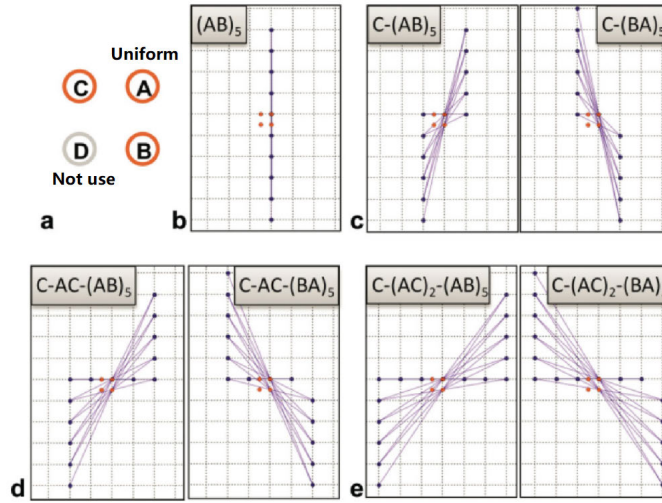 Uniform
C A
D B
Not use
a
(AB)5
b
C-(AB)5
C-(BA)5
c
C-AC-(AB)5
C-AC-(BA)5
d
C-(AC)2-(AB)5
C-(AC)2-(BA)
e